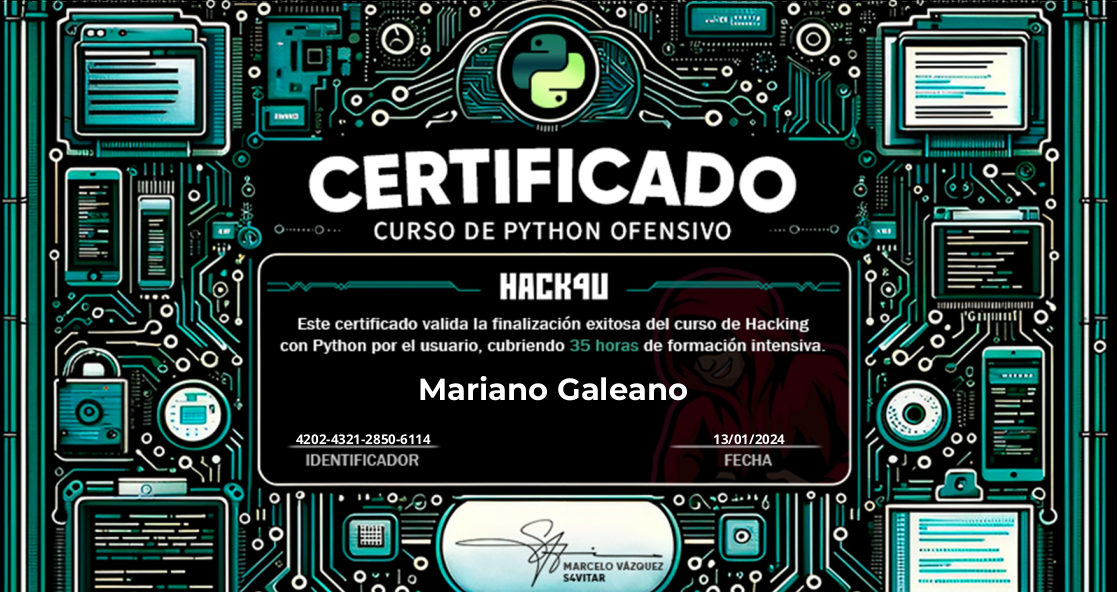 CERTIFICADO
CURSO DE PYTHON OFENSIVO
HACK4U
Este certificado valida la finalización exitosa del curso de Hacking
con Python por el usuario, cubriendo 35 horas de formación intensiva.
Mariano Galeano
4202-4321-2850-6114
IDENTIFICADOR
13/01/2024
FECHA
MARCELO VÁZQUEZ
S4VITAR